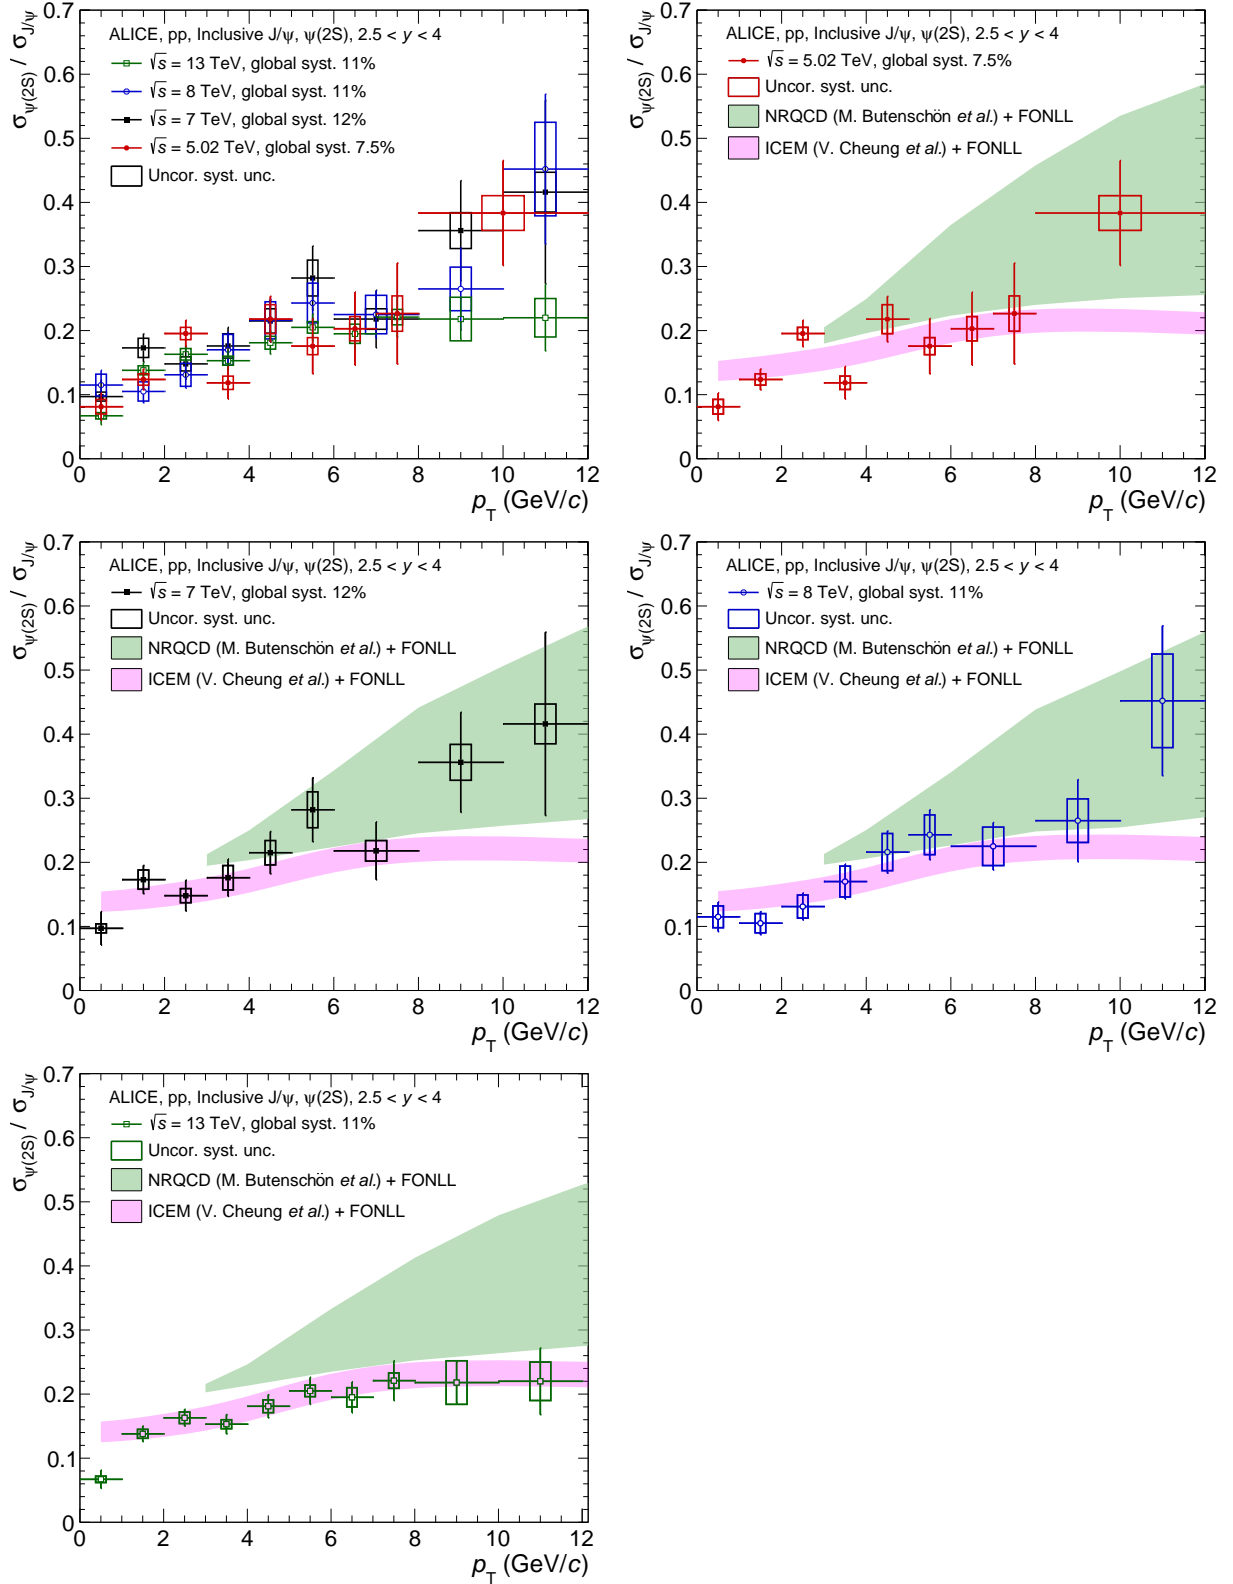 ALICE, pp, Inclusive J/ψ, ψ(2S), 2.5 < y < 4
√s = 13 TeV, global syst. 11%
√s = 8 TeV, global syst. 11%
√s = 7 TeV, global syst. 12%
√s = 5.02 TeV, global syst. 7.5%
Uncor. syst. unc.
σψ(2S) / σJ/ψ
0.7
0.6
0.5
0.4
0.3
0.2
0.1
0
0 2 4 6 8 10 12
pT (GeV/c)
ALICE, pp, Inclusive J/ψ, ψ(2S), 2.5 < y < 4
√s = 5.02 TeV, global syst. 7.5%
Uncor. syst. unc.
NRQCD (M. Butenschön et al.) + FONLL
ICEM (V. Cheung et al.) + FONLL
σψ(2S) / σJ/ψ
0.7
0.6
0.5
0.4
0.3
0.2
0.1
0
0 2 4 6 8 10 12
pT (GeV/c)
ALICE, pp, Inclusive J/ψ, ψ(2S), 2.5 < y < 4
√s = 7 TeV, global syst. 12%
Uncor. syst. unc.
NRQCD (M. Butenschön et al.) + FONLL
ICEM (V. Cheung et al.) + FONLL
σψ(2S) / σJ/ψ
0.7
0.6
0.5
0.4
0.3
0.2
0.1
0
0 2 4 6 8 10 12
pT (GeV/c)
ALICE, pp, Inclusive J/ψ, ψ(2S), 2.5 < y < 4
√s = 8 TeV, global syst. 11%
Uncor. syst. unc.
NRQCD (M. Butenschön et al.) + FONLL
ICEM (V. Cheung et al.) + FONLL
σψ(2S) / σJ/ψ
0.7
0.6
0.5
0.4
0.3
0.2
0.1
0
0 2 4 6 8 10 12
pT (GeV/c)
ALICE, pp, Inclusive J/ψ, ψ(2S), 2.5 < y < 4
√s = 13 TeV, global syst. 11%
Uncor. syst. unc.
NRQCD (M. Butenschön et al.) + FONLL
ICEM (V. Cheung et al.) + FONLL
σψ(2S) / σJ/ψ
0.7
0.6
0.5
0.4
0.3
0.2
0.1
0
0 2 4 6 8 10 12
pT (GeV/c)